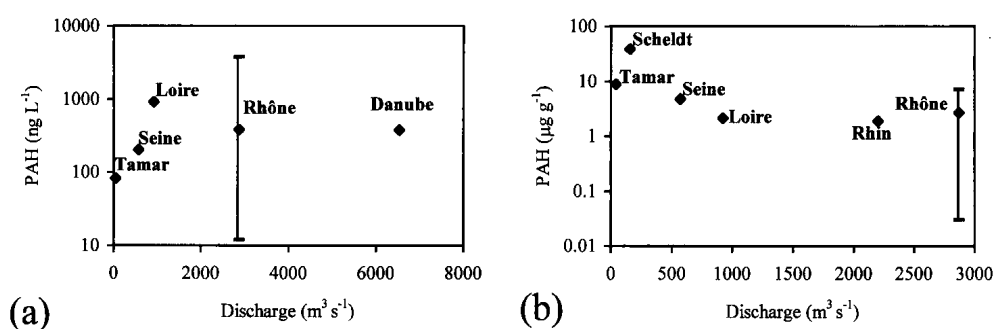 10000
1000
100
10
PAH (ng L⁻¹)
Loire
Seine
Tamar
Rhône
Danube
0 2000 4000 6000 8000
Discharge (m³ s⁻¹)
(a)
100
10
1
0.1
0.01
PAH (µg g⁻¹)
Scheldt
Tamar
Seine
Loire
Rhin
Rhône
0 500 1000 1500 2000 2500 3000
Discharge (m³ s⁻¹)
(b)